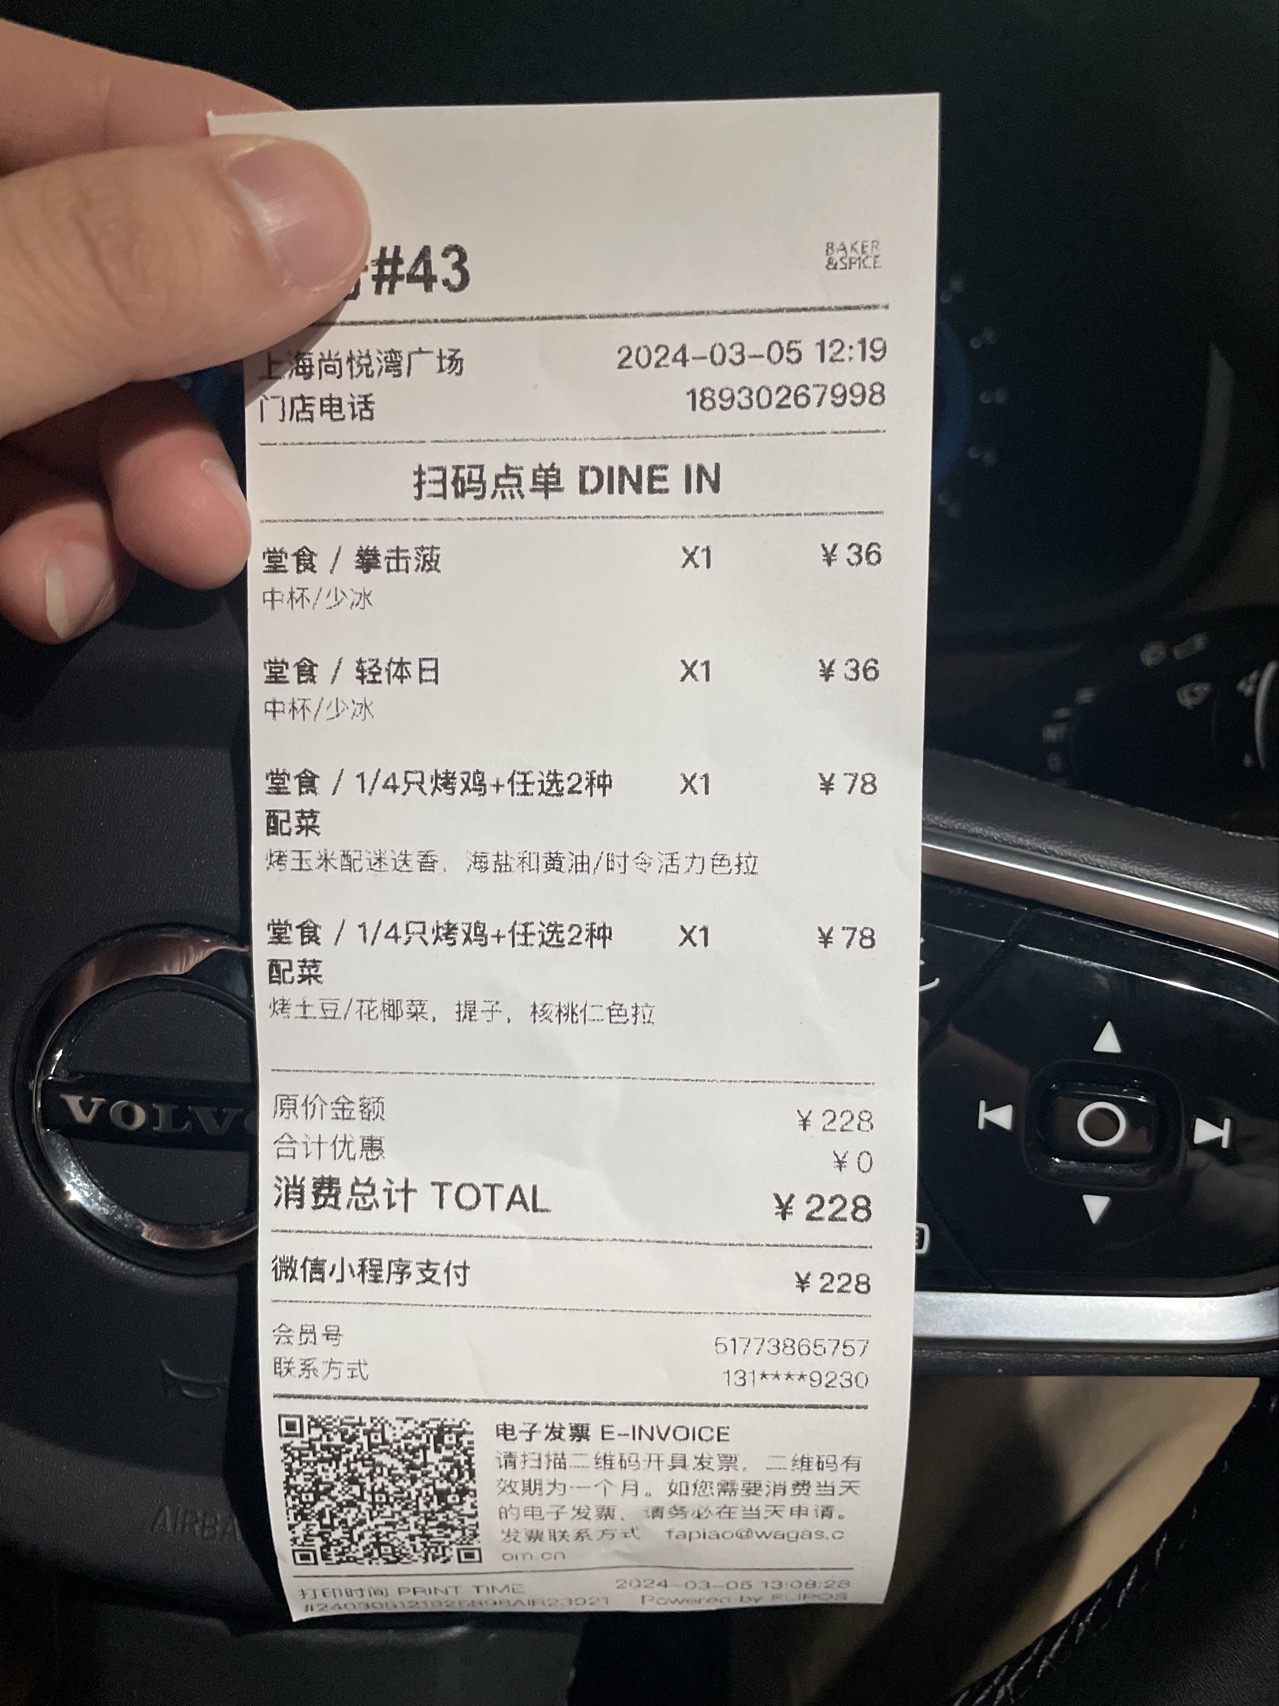 #43
BAKER
&SPICE
上海尚悦湾广场 2024-03-05 12:19
门店电话 18930267998
扫码点单 DINE IN
堂食 / 拳击菠 X1 ¥36
中杯/少冰
堂食 / 轻体日 X1 ¥36
中杯/少冰
堂食 / 1/4只烤鸡+任选2种 X1 ¥78
配菜
烤玉米配迷迭香，海盐和黄油/时令活力色拉
堂食 / 1/4只烤鸡+任选2种 X1 ¥78
配菜
烤土豆/花椰菜，提子，核桃仁色拉
原价金额 ¥228
合计优惠 ¥0
消费总计 TOTAL ¥228
微信小程序支付 ¥228
会员号 51773865757
联系方式 131****9230
电子发票 E-INVOICE
请扫描二维码开具发票，二维码有
效期为一个月。如您需要消费当天
的电子发票，请务必在当天申请。
发票联系方式 fapiao@wagas.c
om.cn
打印时间 PRINT TIME 2024-03-05 13:08:23
Powered by
VOLV
AIRBA